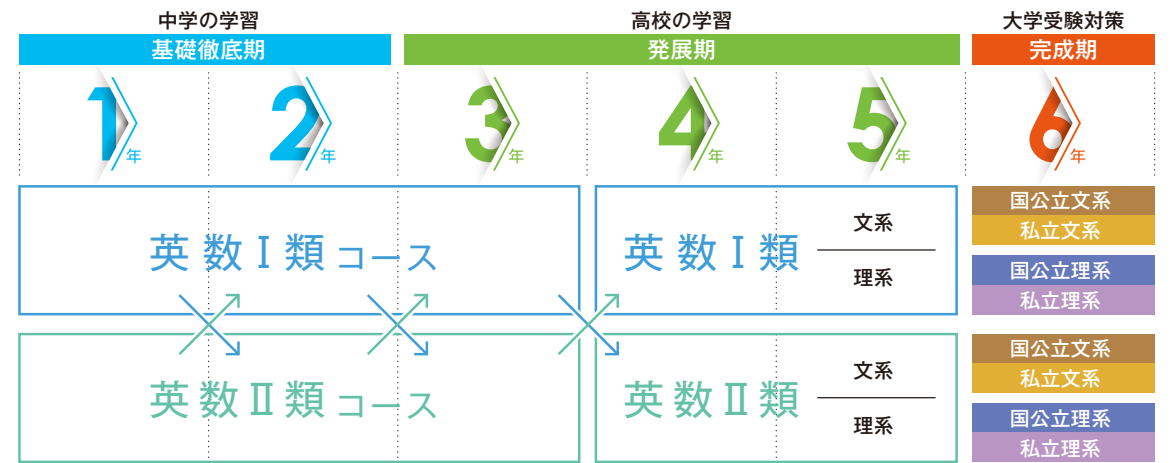 中学の学習
高校の学習
大学受験対策
基礎徹底期
発展期
完成期
1年
2年
3年
4年
5年
6年
英数Ⅰ類コース
英数Ⅰ類
文系
理系
国公立文系
私立文系
国公立理系
私立理系
英数Ⅱ類コース
英数Ⅱ類
文系
理系
国公立文系
私立文系
国公立理系
私立理系